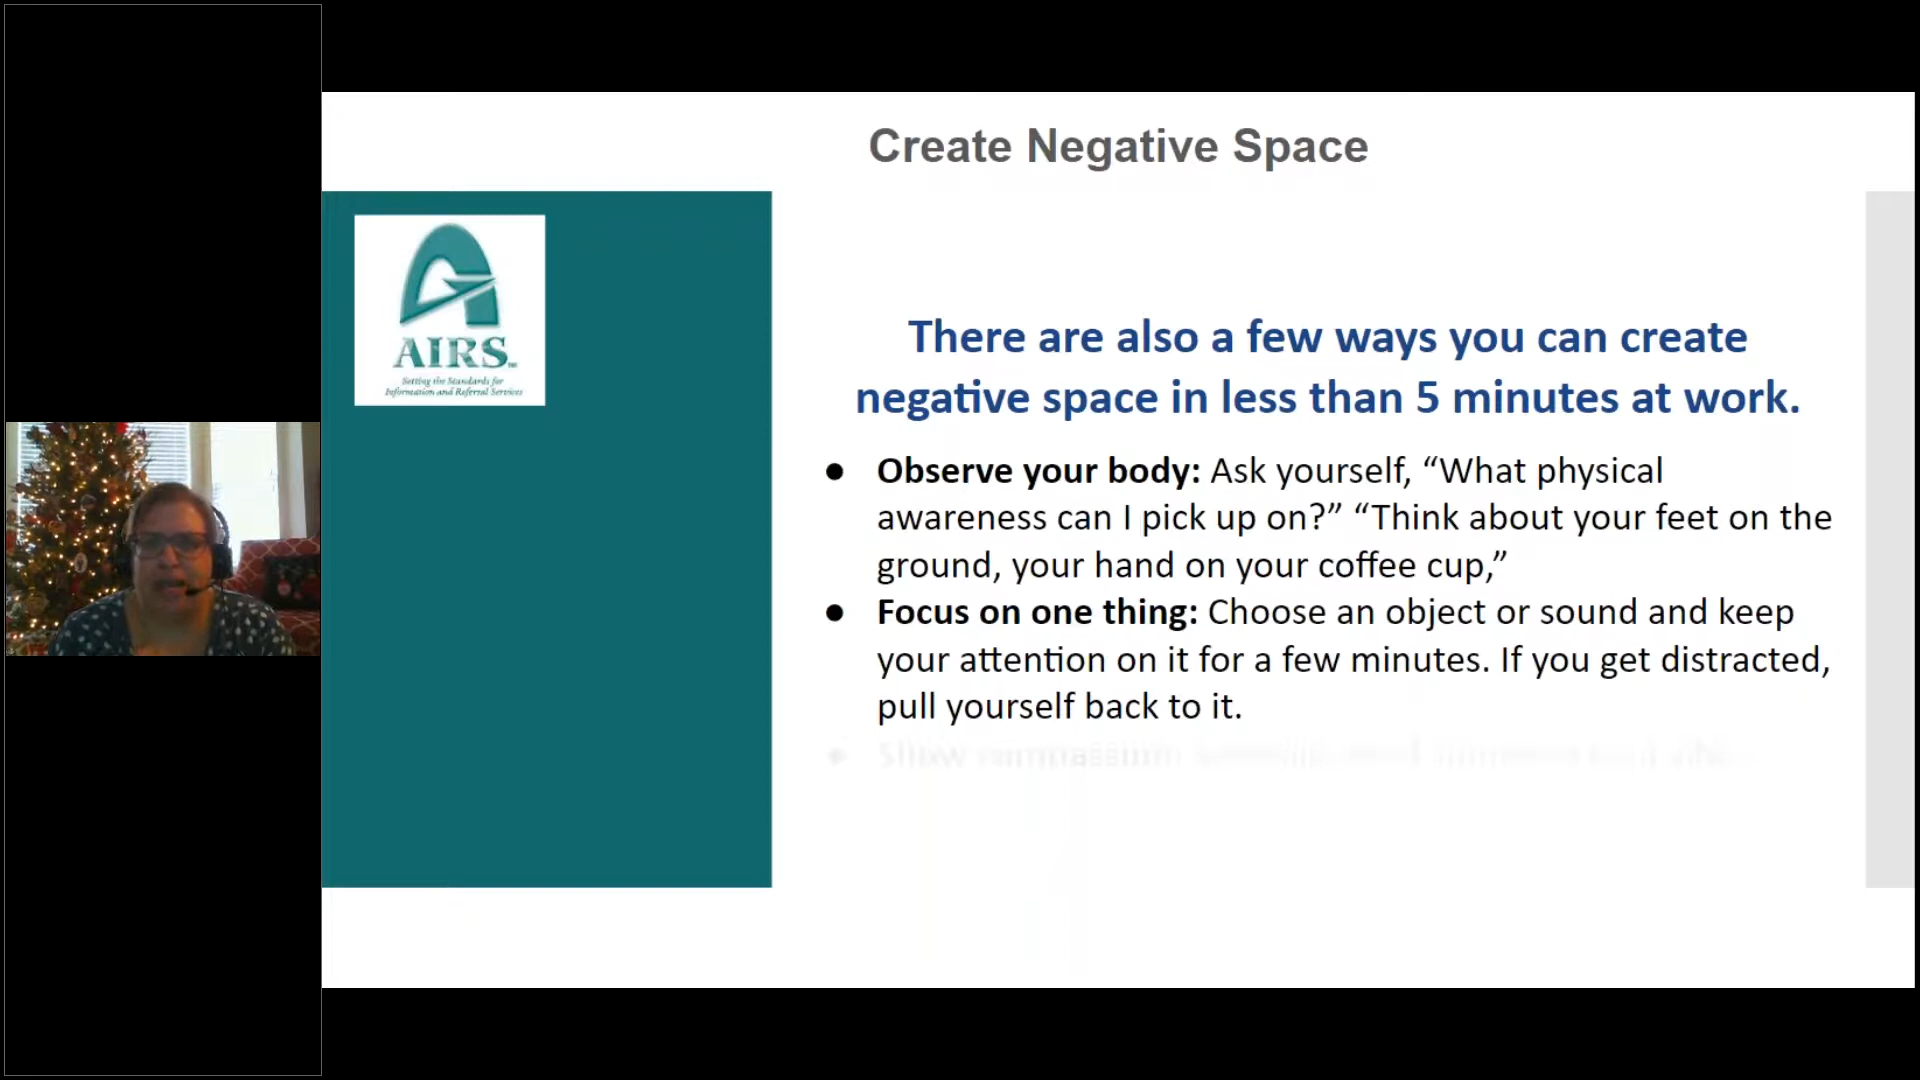 Create Negative Space
AIRS
Setting the Standards for
Information and Referral Services
There are also a few ways you can create
negative space in less than 5 minutes at work.
● Observe your body: Ask yourself, “What physical
awareness can I pick up on?” “Think about your feet on the
ground, your hand on your coffee cup,”
● Focus on one thing: Choose an object or sound and keep
your attention on it for a few minutes. If you get distracted,
pull yourself back to it.